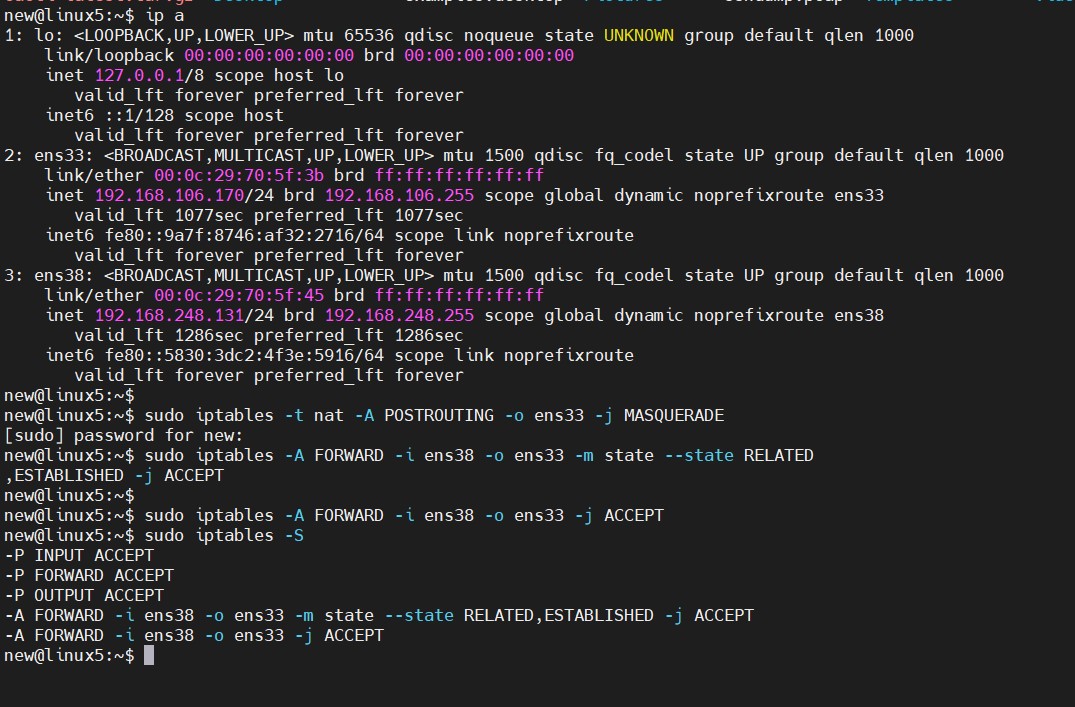 new@linux5:~$ ip a
1: lo: <LOOPBACK,UP,LOWER_UP> mtu 65536 qdisc noqueue state UNKNOWN group default qlen 1000
    link/loopback 00:00:00:00:00:00 brd 00:00:00:00:00:00
    inet 127.0.0.1/8 scope host lo
       valid_lft forever preferred_lft forever
    inet6 ::1/128 scope host
       valid_lft forever preferred_lft forever
2: ens33: <BROADCAST,MULTICAST,UP,LOWER_UP> mtu 1500 qdisc fq_codel state UP group default qlen 1000
    link/ether 00:0c:29:70:5f:3b brd ff:ff:ff:ff:ff:ff
    inet 192.168.106.170/24 brd 192.168.106.255 scope global dynamic noprefixroute ens33
       valid_lft 1077sec preferred_lft 1077sec
    inet6 fe80::9a7f:8746:af32:2716/64 scope link noprefixroute
       valid_lft forever preferred_lft forever
3: ens38: <BROADCAST,MULTICAST,UP,LOWER_UP> mtu 1500 qdisc fq_codel state UP group default qlen 1000
    link/ether 00:0c:29:70:5f:45 brd ff:ff:ff:ff:ff:ff
    inet 192.168.248.131/24 brd 192.168.248.255 scope global dynamic noprefixroute ens38
       valid_lft 1286sec preferred_lft 1286sec
    inet6 fe80::5830:3dc2:4f3e:5916/64 scope link noprefixroute
       valid_lft forever preferred_lft forever
new@linux5:~$
new@linux5:~$ sudo iptables -t nat -A POSTROUTING -o ens33 -j MASQUERADE
[sudo] password for new:
new@linux5:~$ sudo iptables -A FORWARD -i ens38 -o ens33 -m state --state RELATED
,ESTABLISHED -j ACCEPT
new@linux5:~$
new@linux5:~$ sudo iptables -A FORWARD -i ens38 -o ens33 -j ACCEPT
new@linux5:~$ sudo iptables -S
-P INPUT ACCEPT
-P FORWARD ACCEPT
-P OUTPUT ACCEPT
-A FORWARD -i ens38 -o ens33 -m state --state RELATED,ESTABLISHED -j ACCEPT
-A FORWARD -i ens38 -o ens33 -j ACCEPT
new@linux5:~$